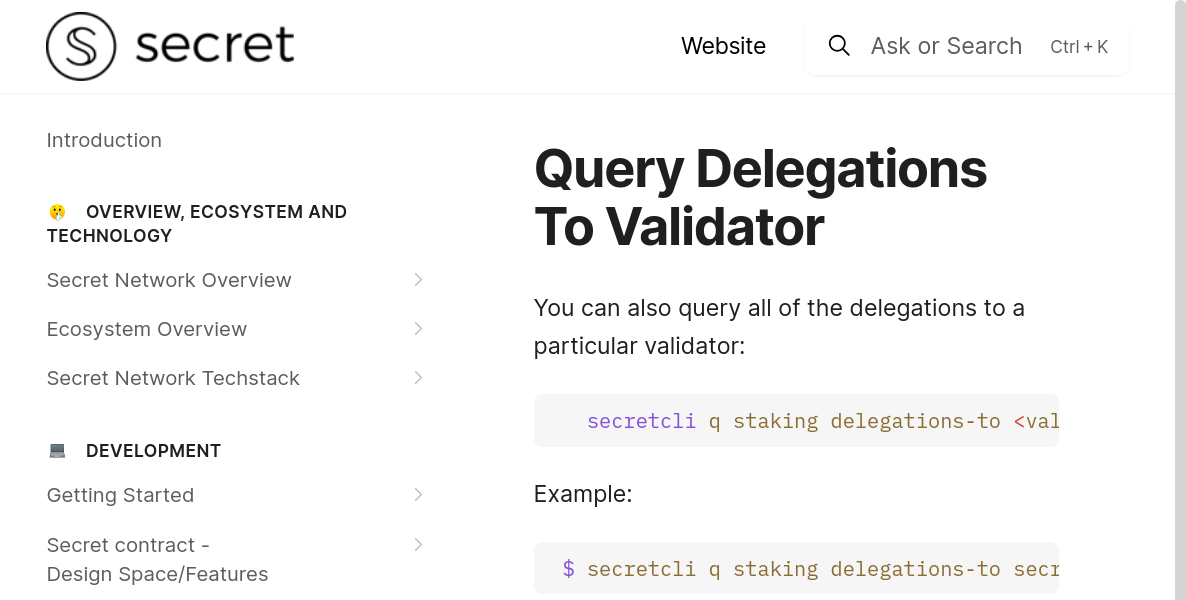 secret
Website
Ask or Search Ctrl + K
Introduction
OVERVIEW, ECOSYSTEM AND
TECHNOLOGY
Secret Network Overview
Ecosystem Overview
Secret Network Techstack
DEVELOPMENT
Getting Started
Secret contract -
Design Space/Features
Query Delegations
To Validator
You can also query all of the delegations to a
particular validator:
secretcli q staking delegations-to <val
Example:
$ secretcli q staking delegations-to secr